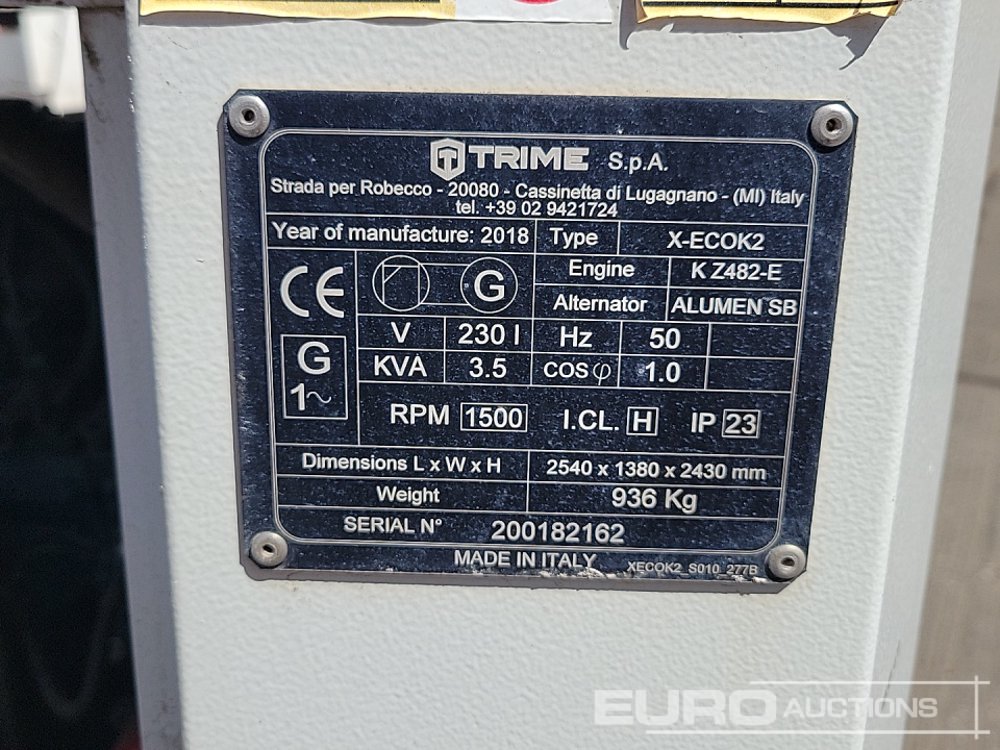 TRIME S.p.A.
Strada per Robecco - 20080 - Cassinetta di Lugagnano - (MI) Italy
tel. +39 02 9421724
Year of manufacture: 2018 Type X-ECOK2
CE G Engine K Z482-E
Alternator ALUMEN SB
V 230 I Hz 50
G 1~ KVA 3.5 COS φ 1.0
RPM 1500 I.CL. H IP 23
Dimensions L x W x H 2540 x 1380 x 2430 mm
Weight 936 Kg
SERIAL N° 200182162
MADE IN ITALY XECOK2_S010_277B
EURO AUCTIONS